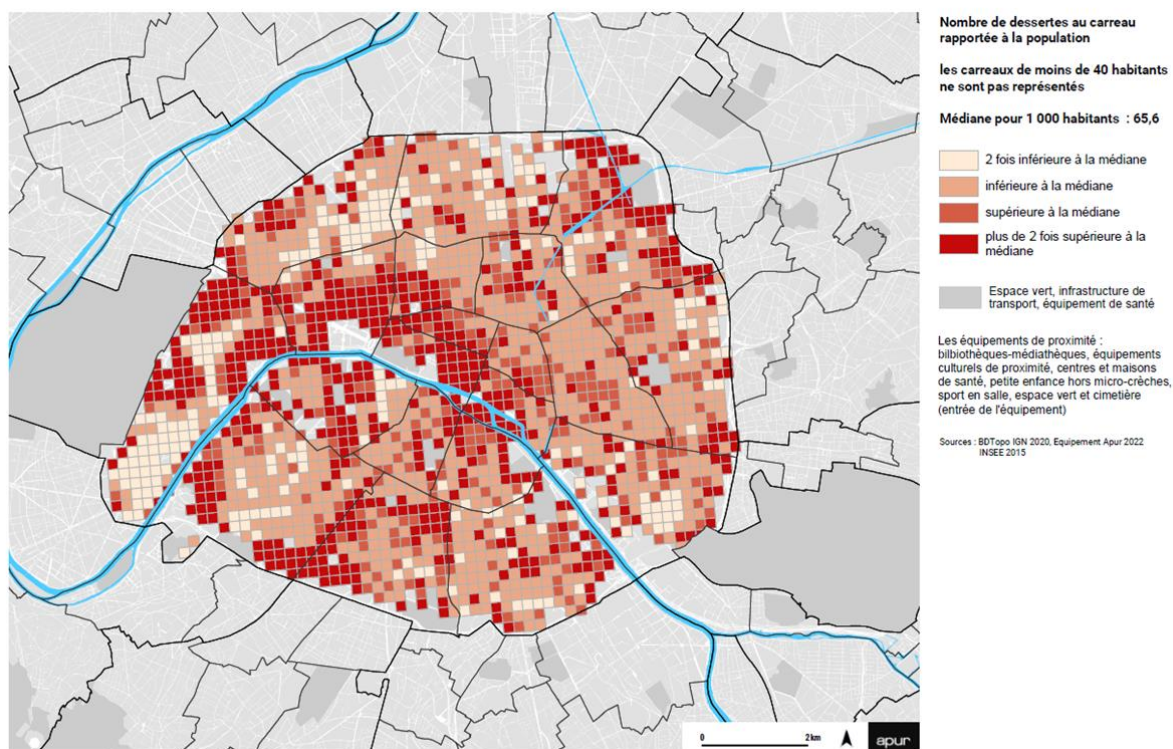 Nombre de dessertes au carreau
rapportée à la population
les carreaux de moins de 40 habitants
ne sont pas représentés
Médiane pour 1 000 habitants : 65,6
2 fois inférieure à la médiane
inférieure à la médiane
supérieure à la médiane
plus de 2 fois supérieure à la
médiane
Espace vert, infrastructure de
transport, équipement de santé
Les équipements de proximité :
bilbiothèques-médiathèques, équipements
culturels de proximité, centres et maisons
de santé, petite enfance hors micro-crèches,
sport en salle, espace vert et cimetière
(entrée de l'équipement)
Sources : BDTopo IGN 2020, Equipement Apur 2022
INSEE 2015
0 2km
apur